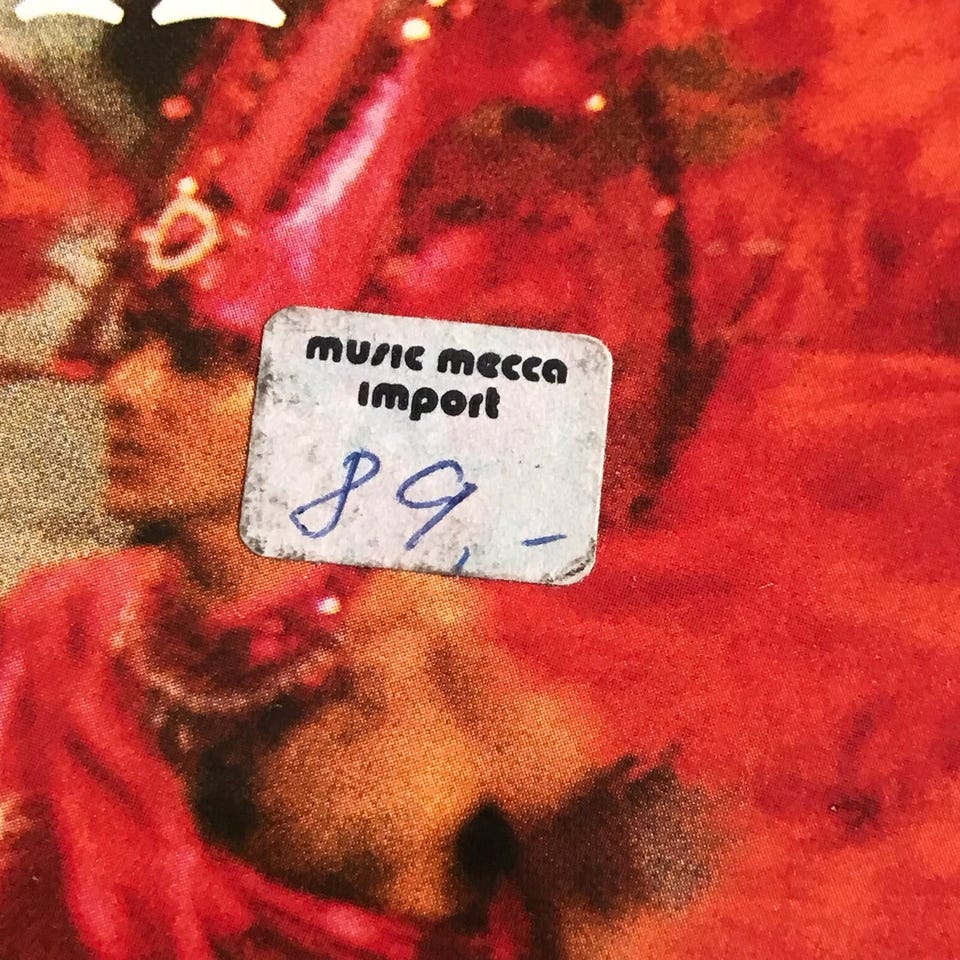 music mecca
import
89,-